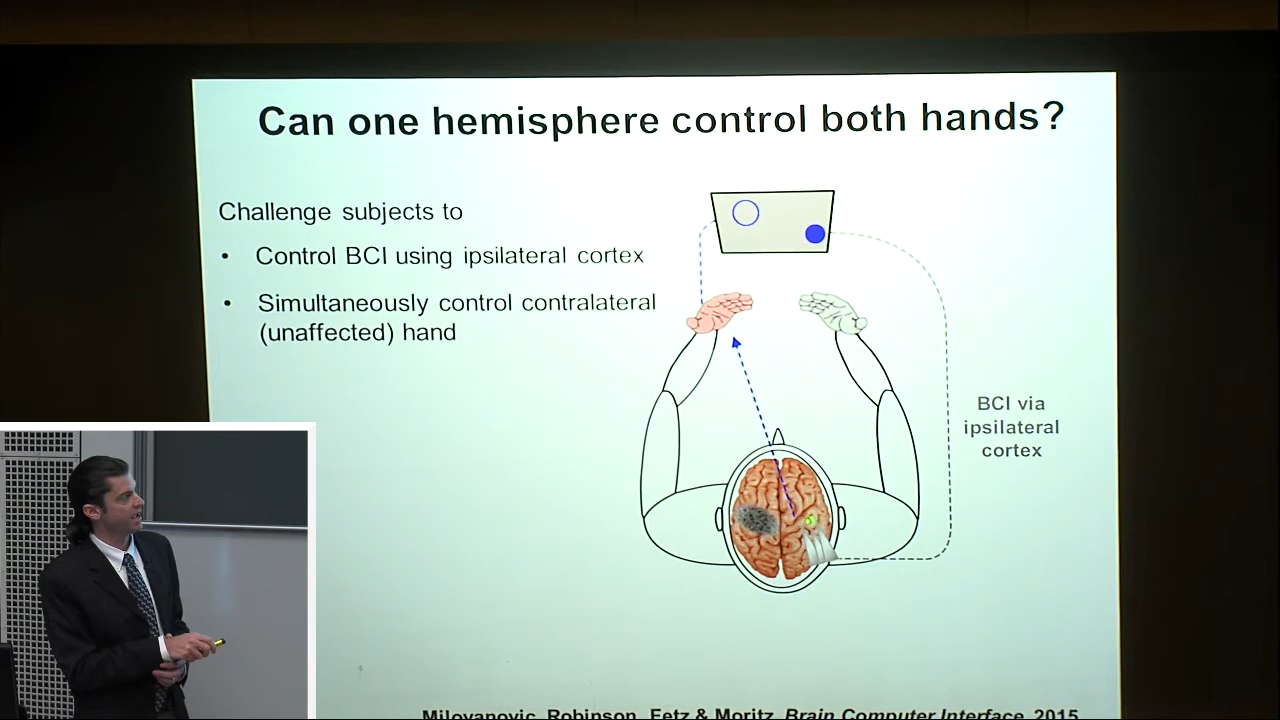 Can one hemisphere control both hands?
Challenge subjects to
• Control BCI using ipsilateral cortex
• Simultaneously control contralateral
(unaffected) hand
BCI via
ipsilateral
cortex
Milovanovic, Robinson, Fetz & Moritz, Brain Computer Interface, 2015